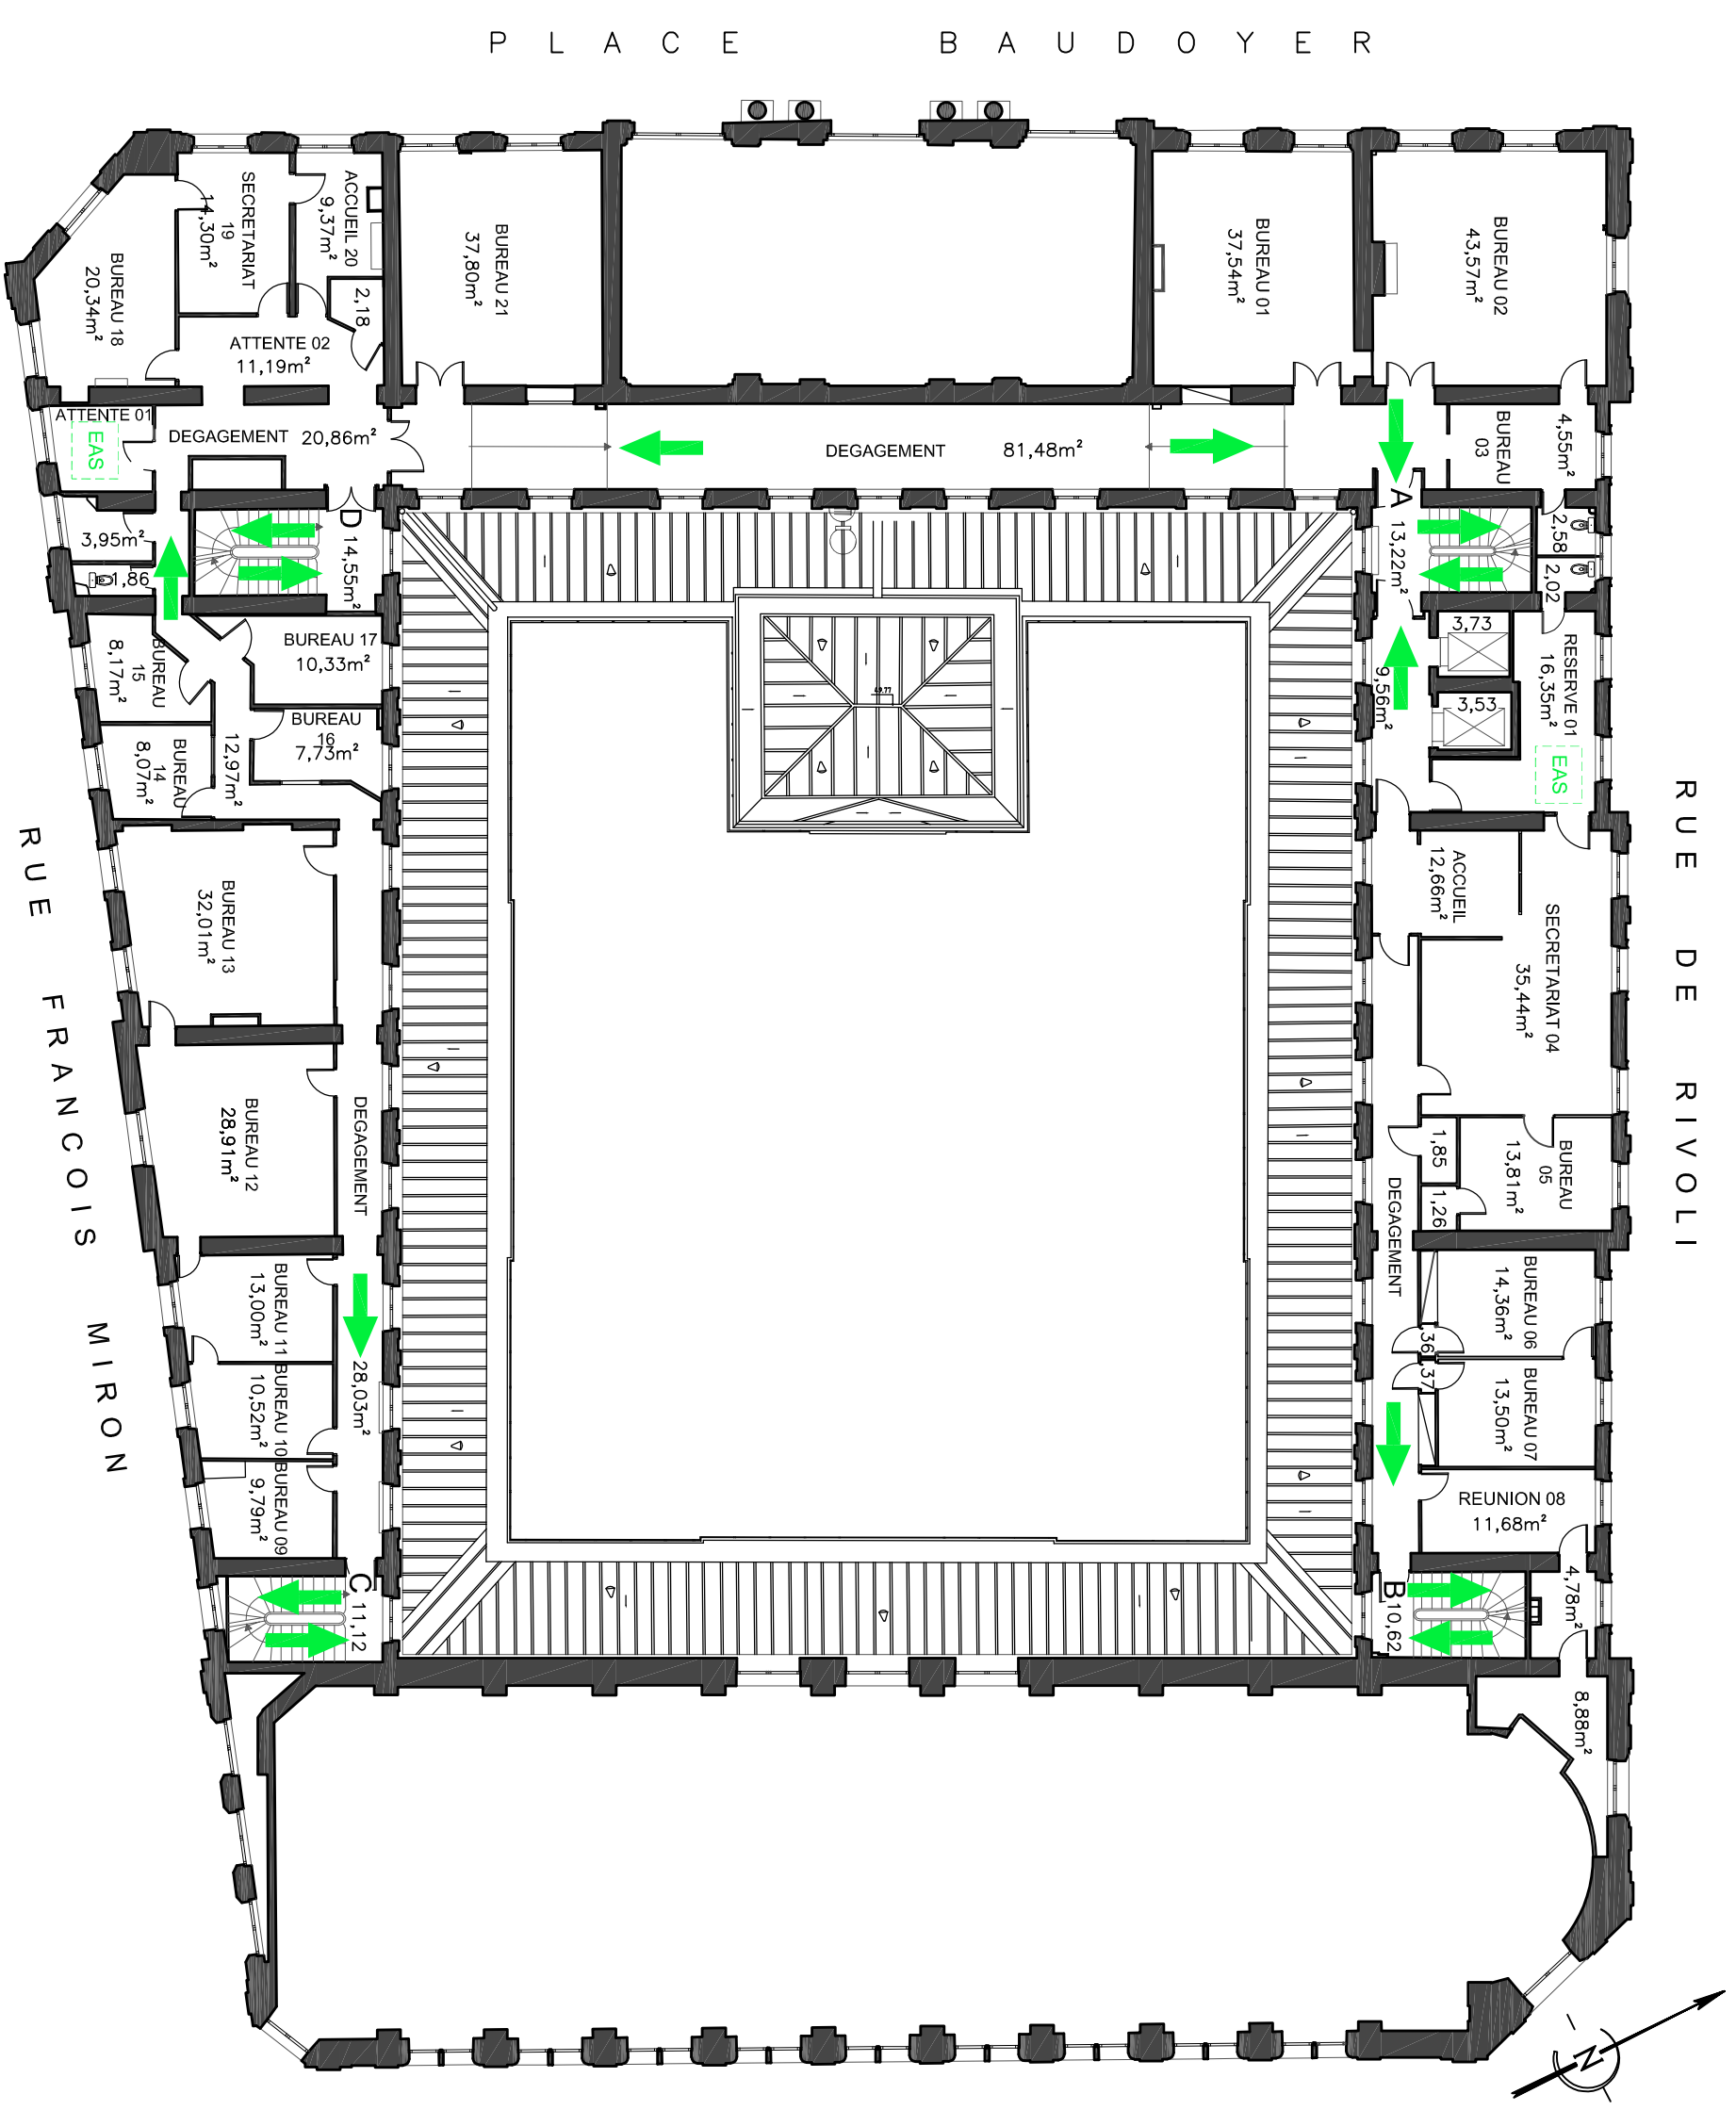 PLACE BAUDOYER
SECRETARIAT
19
14,30m²
ACCUEIL 20
9,37m²
BUREAU 18
20,34m²
2,18
ATTENTE 02
11,19m²
BUREAU 21
37,80m²
BUREAU 01
37,54m²
BUREAU 02
43,57m²
ATTENTE 01
EAS
DEGAGEMENT 20,86m²
DEGAGEMENT 81,48m²
BUREAU
03
4,55m²
3,95m²
1,86
D 14,55m²
A 13,22m²
2,58
2,02
BUREAU 17
10,33m²
BUREAU
15
8,17m²
BUREAU
16
7,73m²
BUREAU
14
8,07m²
12,97m²
49.77
9,56m²
3,73
3,53
RESERVE 01
16,35m²
EAS
RUE FRANCOIS MIRON
RUE DE RIVOLI
BUREAU 13
32,01m²
ACCUEIL
12,66m²
SECRETARIAT 04
35,44m²
BUREAU 12
28,91m²
DEGAGEMENT
28,03m²
1,85
1,26
BUREAU
05
13,81m²
DEGAGEMENT
BUREAU 11
13,00m²
BUREAU 06
14,36m²
,36
,37
BUREAU 10
10,52m²
BUREAU 07
13,50m²
BUREAU 09
9,79m²
REUNION 08
11,68m²
C 11,12
B 10,62
4,78m²
8,88m²
N